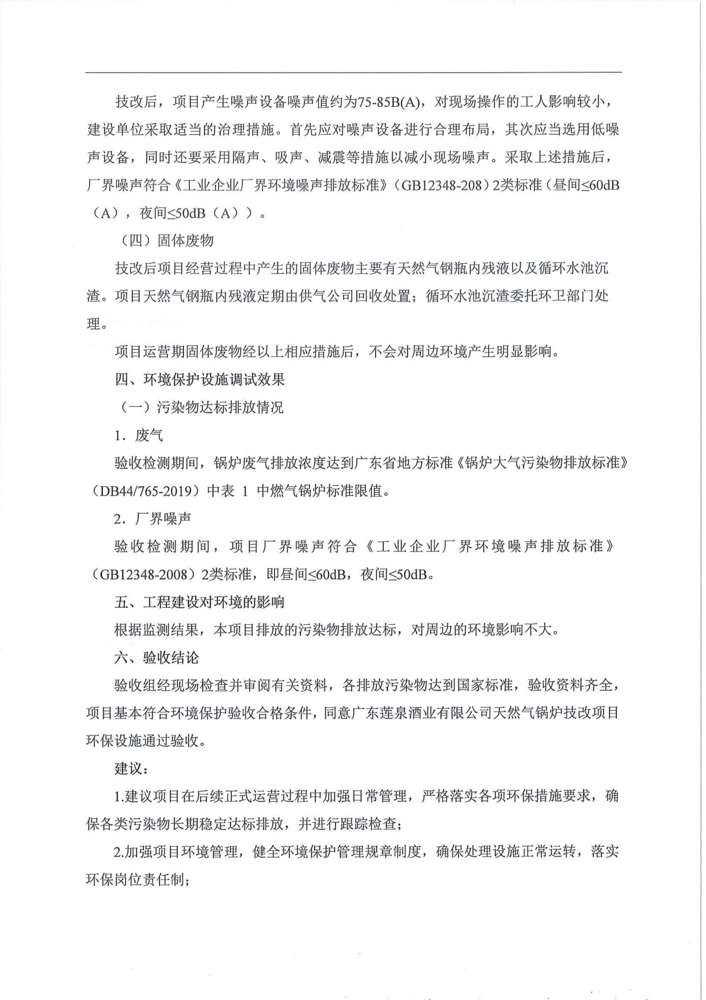 技改后，项目产生噪声设备噪声值约为75-85B(A)，对现场操作的工人影响较小，
建设单位采取适当的治理措施。首先应对噪声设备进行合理布局，其次应当选用低噪
声设备，同时还要采用隔声、吸声、减震等措施以减小现场噪声。采取上述措施后，
厂界噪声符合《工业企业厂界环境噪声排放标准》（GB12348-208）2类标准（昼间≤60dB
（A），夜间≤50dB（A））。
（四）固体废物
技改后项目经营过程中产生的固体废物主要有天然气钢瓶内残液以及循环水池沉
渣。项目天然气钢瓶内残液定期由供气公司回收处置；循环水池沉渣委托环卫部门处
理。
项目运营期固体废物经以上相应措施后，不会对周边环境产生明显影响。
四、环境保护设施调试效果
（一）污染物达标排放情况
1．废气
验收检测期间，锅炉废气排放浓度达到广东省地方标准《锅炉大气污染物排放标准》
（DB44/765-2019）中表 1 中燃气锅炉标准限值。
2．厂界噪声
验收检测期间，项目厂界噪声符合《工业企业厂界环境噪声排放标准》
（GB12348-2008）2类标准，即昼间≤60dB，夜间≤50dB。
五、工程建设对环境的影响
根据监测结果，本项目排放的污染物排放达标，对周边的环境影响不大。
六、验收结论
验收组经现场检查并审阅有关资料，各排放污染物达到国家标准，验收资料齐全，
项目基本符合环境保护验收合格条件，同意广东莲泉酒业有限公司天然气锅炉技改项目
环保设施通过验收。
建议：
1.建议项目在后续正式运营过程中加强日常管理，严格落实各项环保措施要求，确
保各类污染物长期稳定达标排放，并进行跟踪检查；
2.加强项目环境管理，健全环境保护管理规章制度，确保处理设施正常运转，落实
环保岗位责任制；